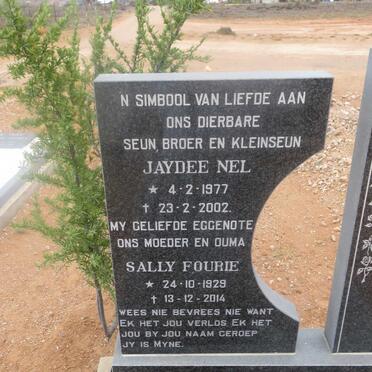 N SIMBOOL VAN LIEFDE AAN
ONS DIERBARE
SEUN, BROER EN KLEINSEUN
JAYDEE NEL
★ 4-2-1977
† 23-2-2002.
MY GELIEFDE EGGENOTE
ONS MOEDER EN OUMA
SALLY FOURIE
★ 24-10-1929
† 13-12-2014
WEES NIE BEVREES NIE WANT
EK HET JOU VERLOS EK HET
JOU BY JOU NAAM GEROEP
JY IS MYNE.